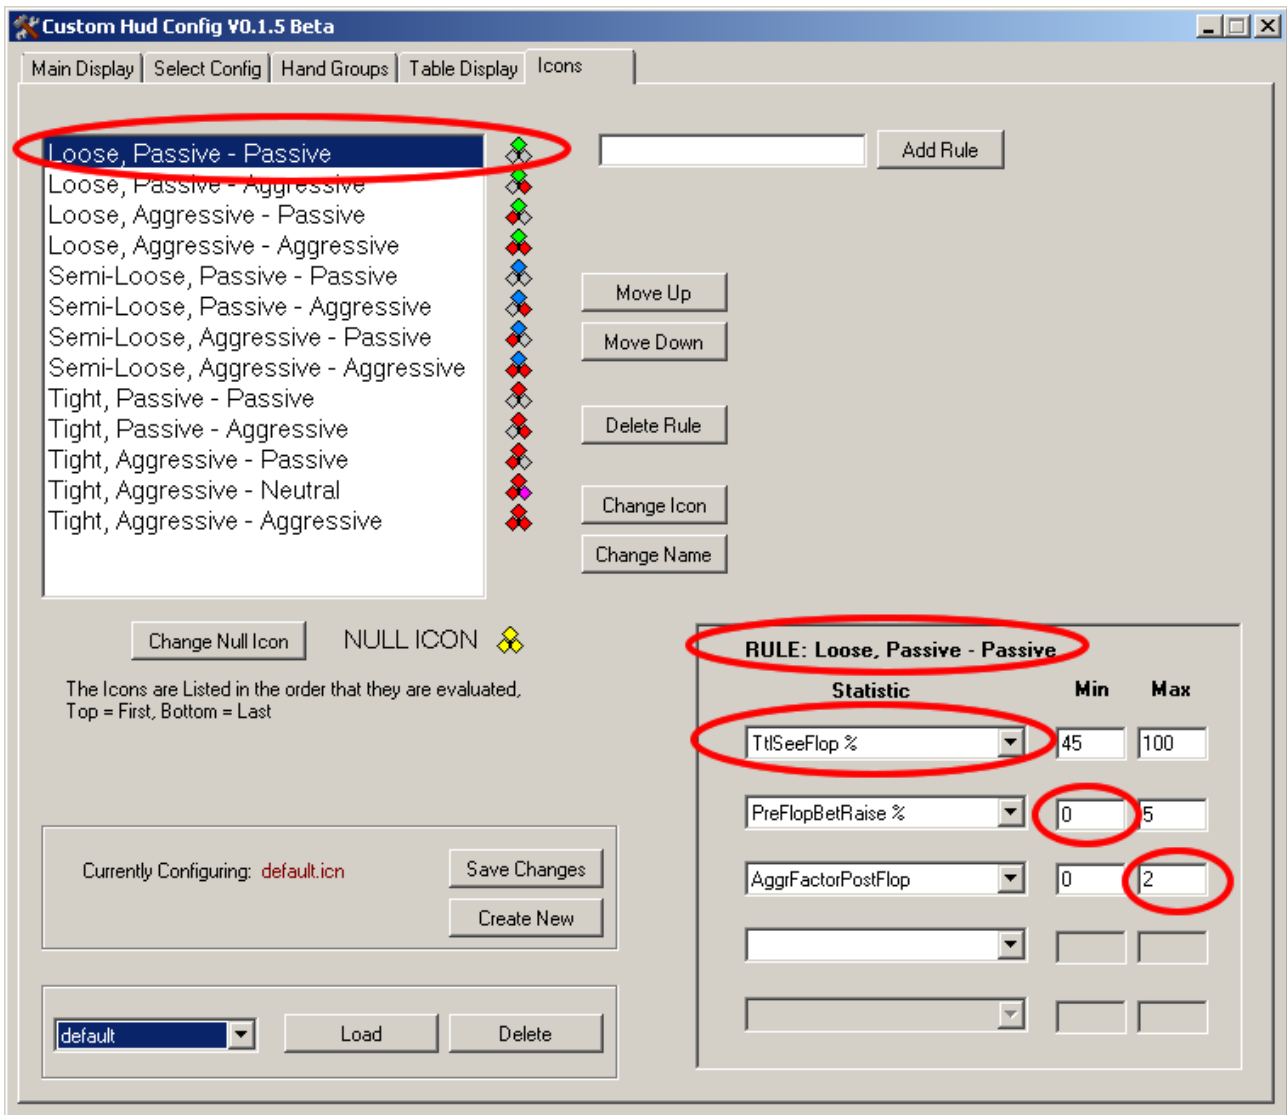 Custom Hud Config V0.1.5 Beta
Main Display Select Config Hand Groups Table Display Icons
Loose, Passive - Passive
Loose, Passive - Aggressive
Loose, Aggressive - Passive
Loose, Aggressive - Aggressive
Semi-Loose, Passive - Passive
Semi-Loose, Passive - Aggressive
Semi-Loose, Aggressive - Passive
Semi-Loose, Aggressive - Aggressive
Tight, Passive - Passive
Tight, Passive - Aggressive
Tight, Aggressive - Passive
Tight, Aggressive - Neutral
Tight, Aggressive - Aggressive
Add Rule
Move Up
Move Down
Delete Rule
Change Icon
Change Name
Change Null Icon NULL ICON
The Icons are Listed in the order that they are evaluated,
Top = First, Bottom = Last
Currently Configuring: default.icn
Save Changes
Create New
default Load Delete
RULE: Loose, Passive - Passive
Statistic Min Max
TtlSeeFlop % 45 100
PreFlopBetRaise % 0 5
AggrFactorPostFlop 0 2